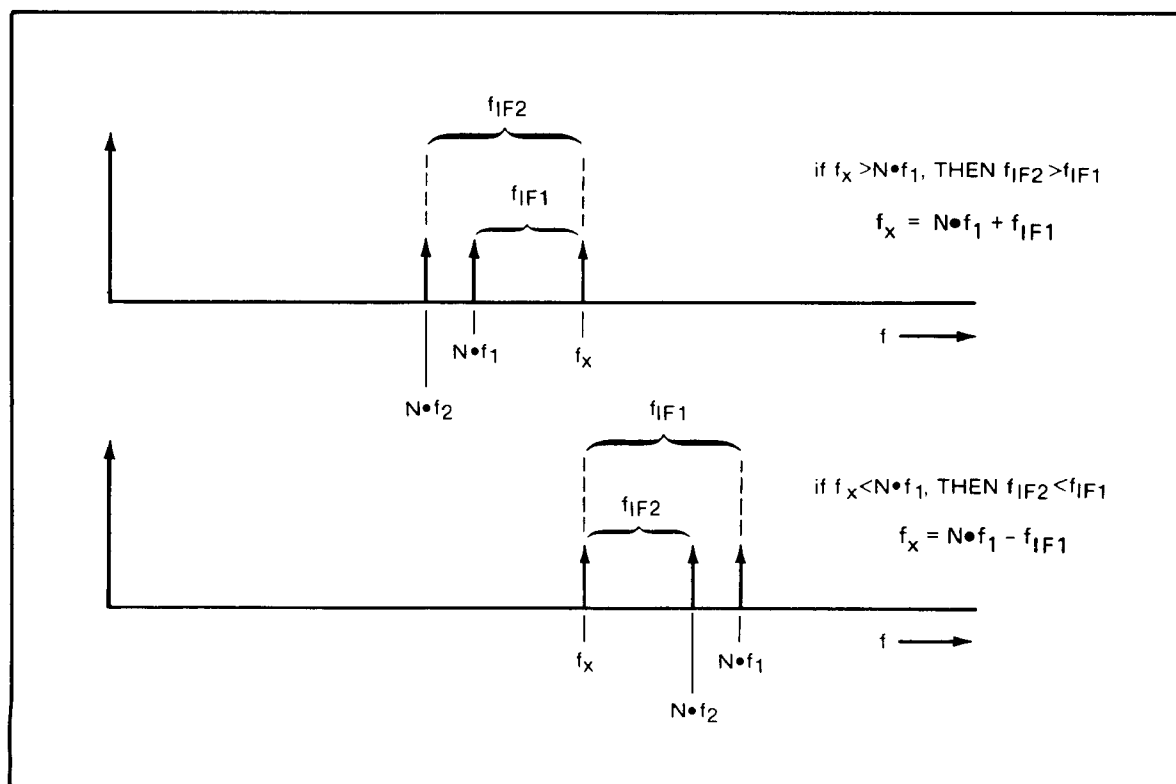 fIF2
if fx >N•f1, THEN fIF2>fIF1
fIF1
fx = N•f1 + fIF1
N•f1
fx
f
N•f2
fIF1
if fx<N•f1, THEN fIF2<fIF1
fIF2
fx = N•f1 - fIF1
f
fx
N•f1
N•f2